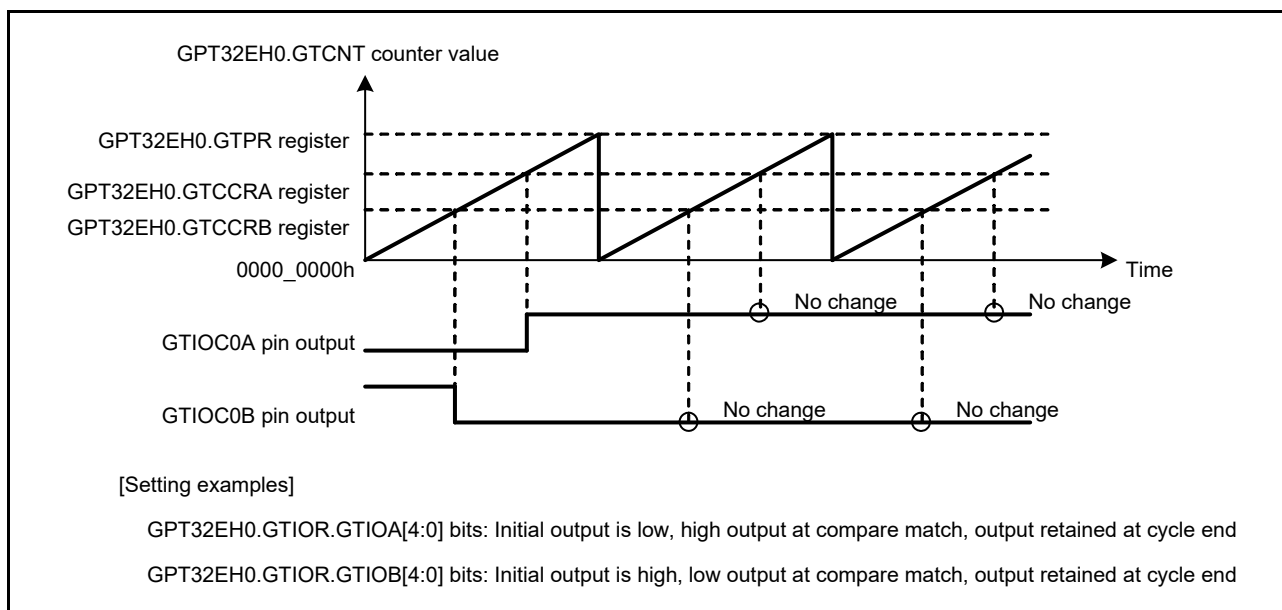 GPT32EH0.GTCNT counter value
GPT32EH0.GTPR register
GPT32EH0.GTCCRA register
GPT32EH0.GTCCRB register
0000_0000h
Time
No change
No change
GTIOC0A pin output
No change
No change
GTIOC0B pin output
[Setting examples]
GPT32EH0.GTIOR.GTIOA[4:0] bits: Initial output is low, high output at compare match, output retained at cycle end
GPT32EH0.GTIOR.GTIOB[4:0] bits: Initial output is high, low output at compare match, output retained at cycle end